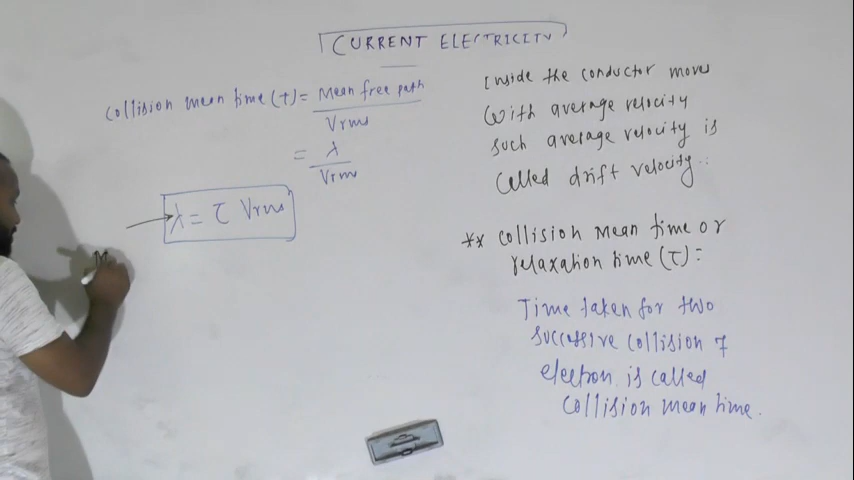 CURRENT ELECTRICITY
Collision mean time (τ) = Mean free path
Vrms
= λ
Vrms
λ = τ Vrms
M
Inside the conductor moves
with average velocity
such average velocity is
called drift velocity..
** Collision Mean time or
relaxation time (τ) =
Time taken for two
successive collision of
electron is called
Collision mean time.